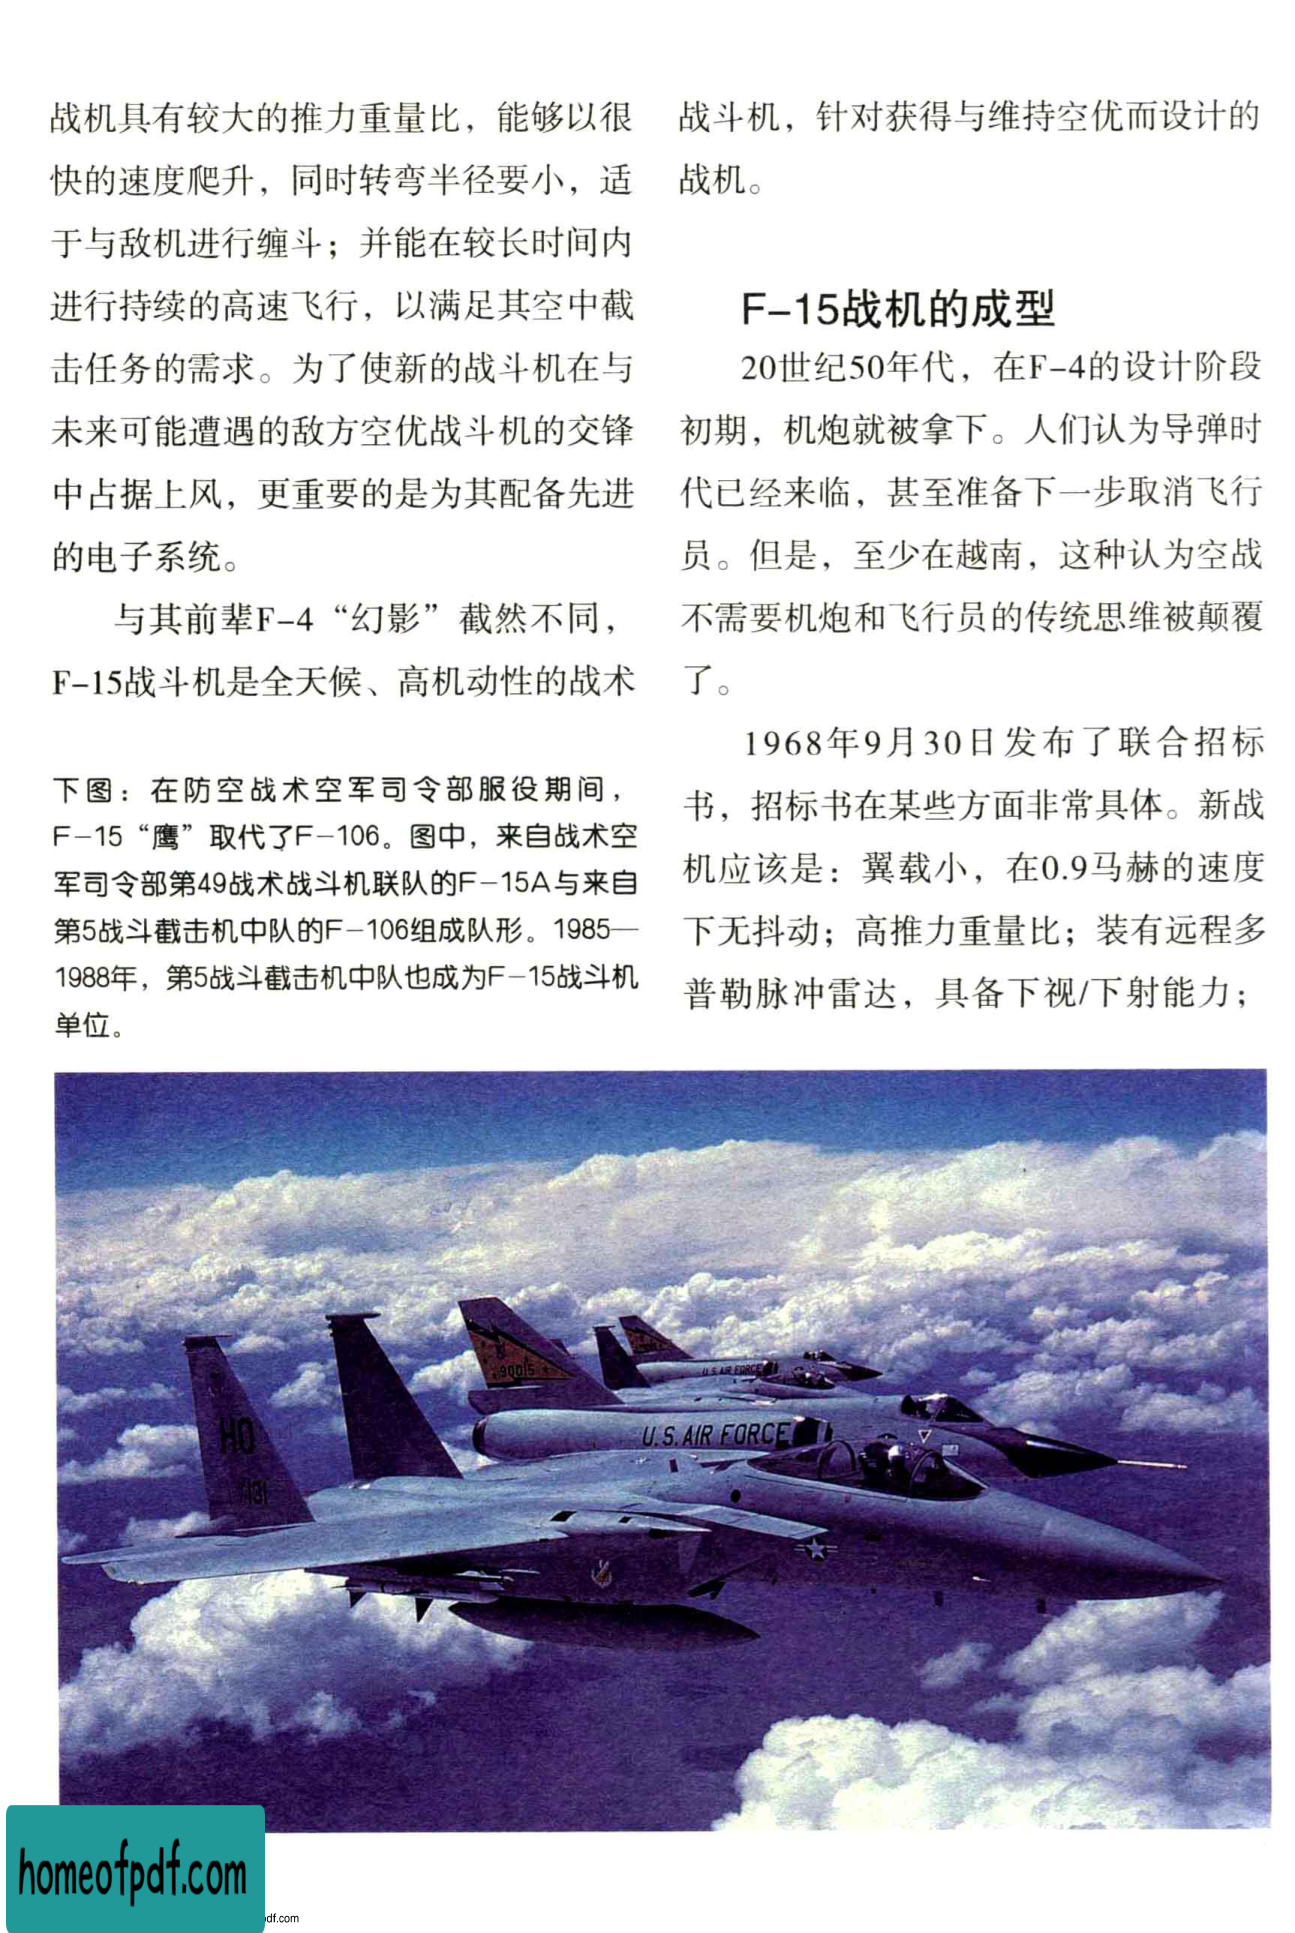 战机具有较大的推力重量比，能够以很
快的速度爬升，同时转弯半径要小，适
于与敌机进行缠斗；并能在较长时间内
进行持续的高速飞行，以满足其空中截
击任务的需求。为了使新的战斗机在与
未来可能遭遇的敌方空优战斗机的交锋
中占据上风，更重要的是为其配备先进
的电子系统。
与其前辈F-4“幻影”截然不同，
F-15战斗机是全天候、高机动性的战术
下图：在防空战术空军司令部服役期间，
F-15“鹰”取代了F-106。图中，来自战术空
军司令部第49战术战斗机联队的F-15A与来自
第5战斗截击机中队的F-106组成队形。1985—
1988年，第5战斗截击机中队也成为F-15战斗机
单位。
战斗机，针对获得与维持空优而设计的
战机。
F-15战机的成型
20世纪50年代，在F-4的设计阶段
初期，机炮就被拿下。人们认为导弹时
代已经来临，甚至准备下一步取消飞行
员。但是，至少在越南，这种认为空战
不需要机炮和飞行员的传统思维被颠覆
了。
1968年9月30日发布了联合招标
书，招标书在某些方面非常具体。新战
机应该是：翼载小，在0.9马赫的速度
下无抖动；高推力重量比；装有远程多
普勒脉冲雷达，具备下视/下射能力；
90015
U.S. AIR FORCE
HO
U.S. AIR FORCE
131
homeofpdf.com
df.com